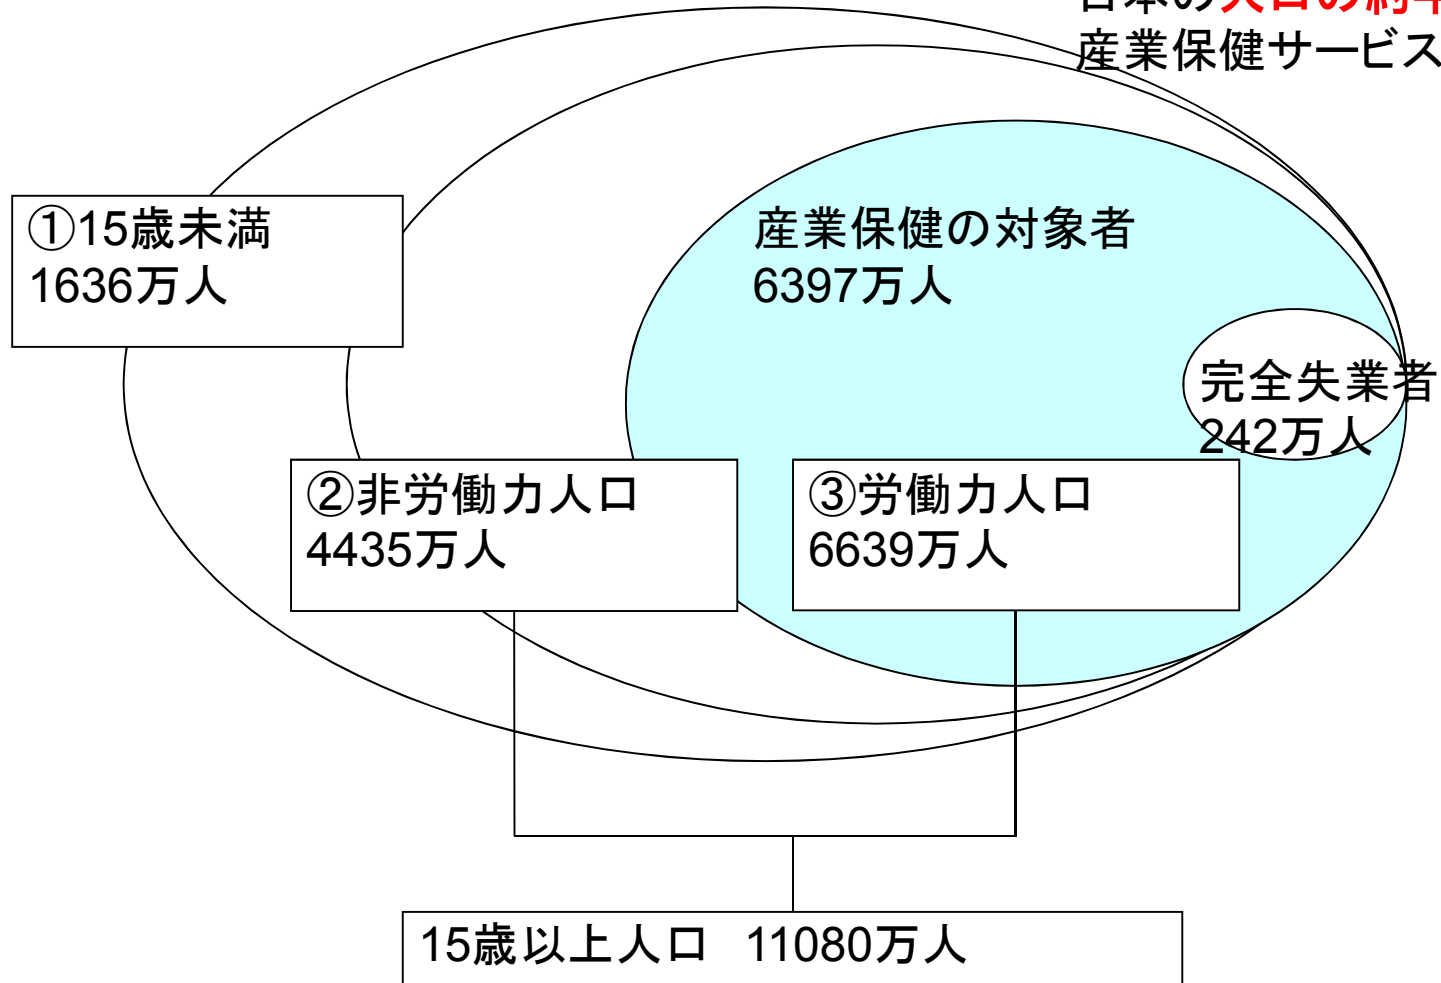 産業保健サービス
①15歳未満
1636万人
産業保健の対象者
6397万人
完全失業者
242万人
②非労働力人口
4435万人
③労働力人口
6639万人
15歳以上人口 11080万人